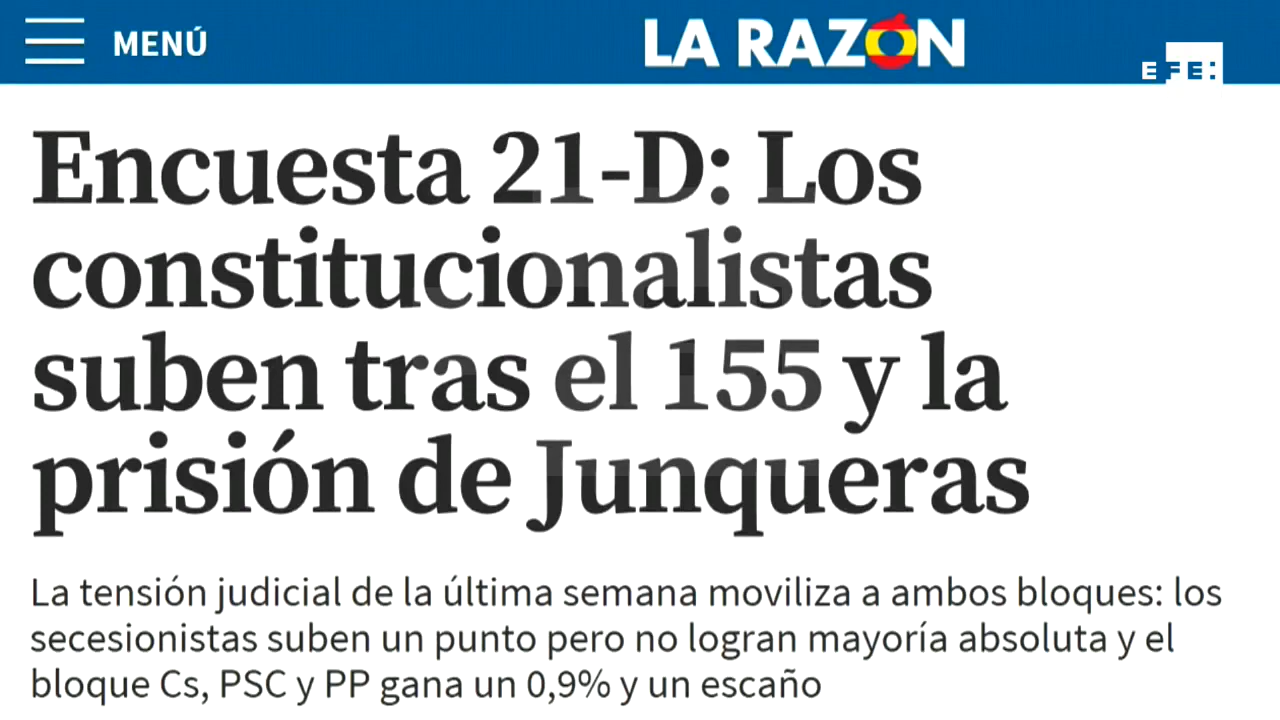 MENÚ
LA RAZÓN
EFE:
Encuesta 21-D: Los
constitucionalistas
suben tras el 155 y la
prisión de Junqueras
La tensión judicial de la última semana moviliza a ambos bloques: los
secesionistas suben un punto pero no logran mayoría absoluta y el
bloque Cs, PSC y PP gana un 0,9% y un escaño